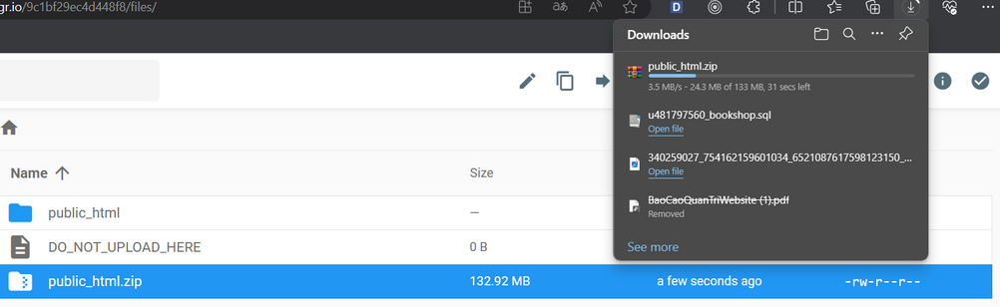 gr.io/9c1bf29ec4d448f8/files/
D
Downloads
public_html.zip
3.5 MB/s - 24.3 MB of 133 MB, 31 secs left
u481797560_bookshop.sql
Open file
340259027_754162159601034_6521087617598123150_...
Open file
BaoCaoQuanTriWebsite (1).pdf
Removed
See more
Name
Size
public_html
—
DO_NOT_UPLOAD_HERE
0 B
public_html.zip
132.92 MB
a few seconds ago
-rw-r--r--